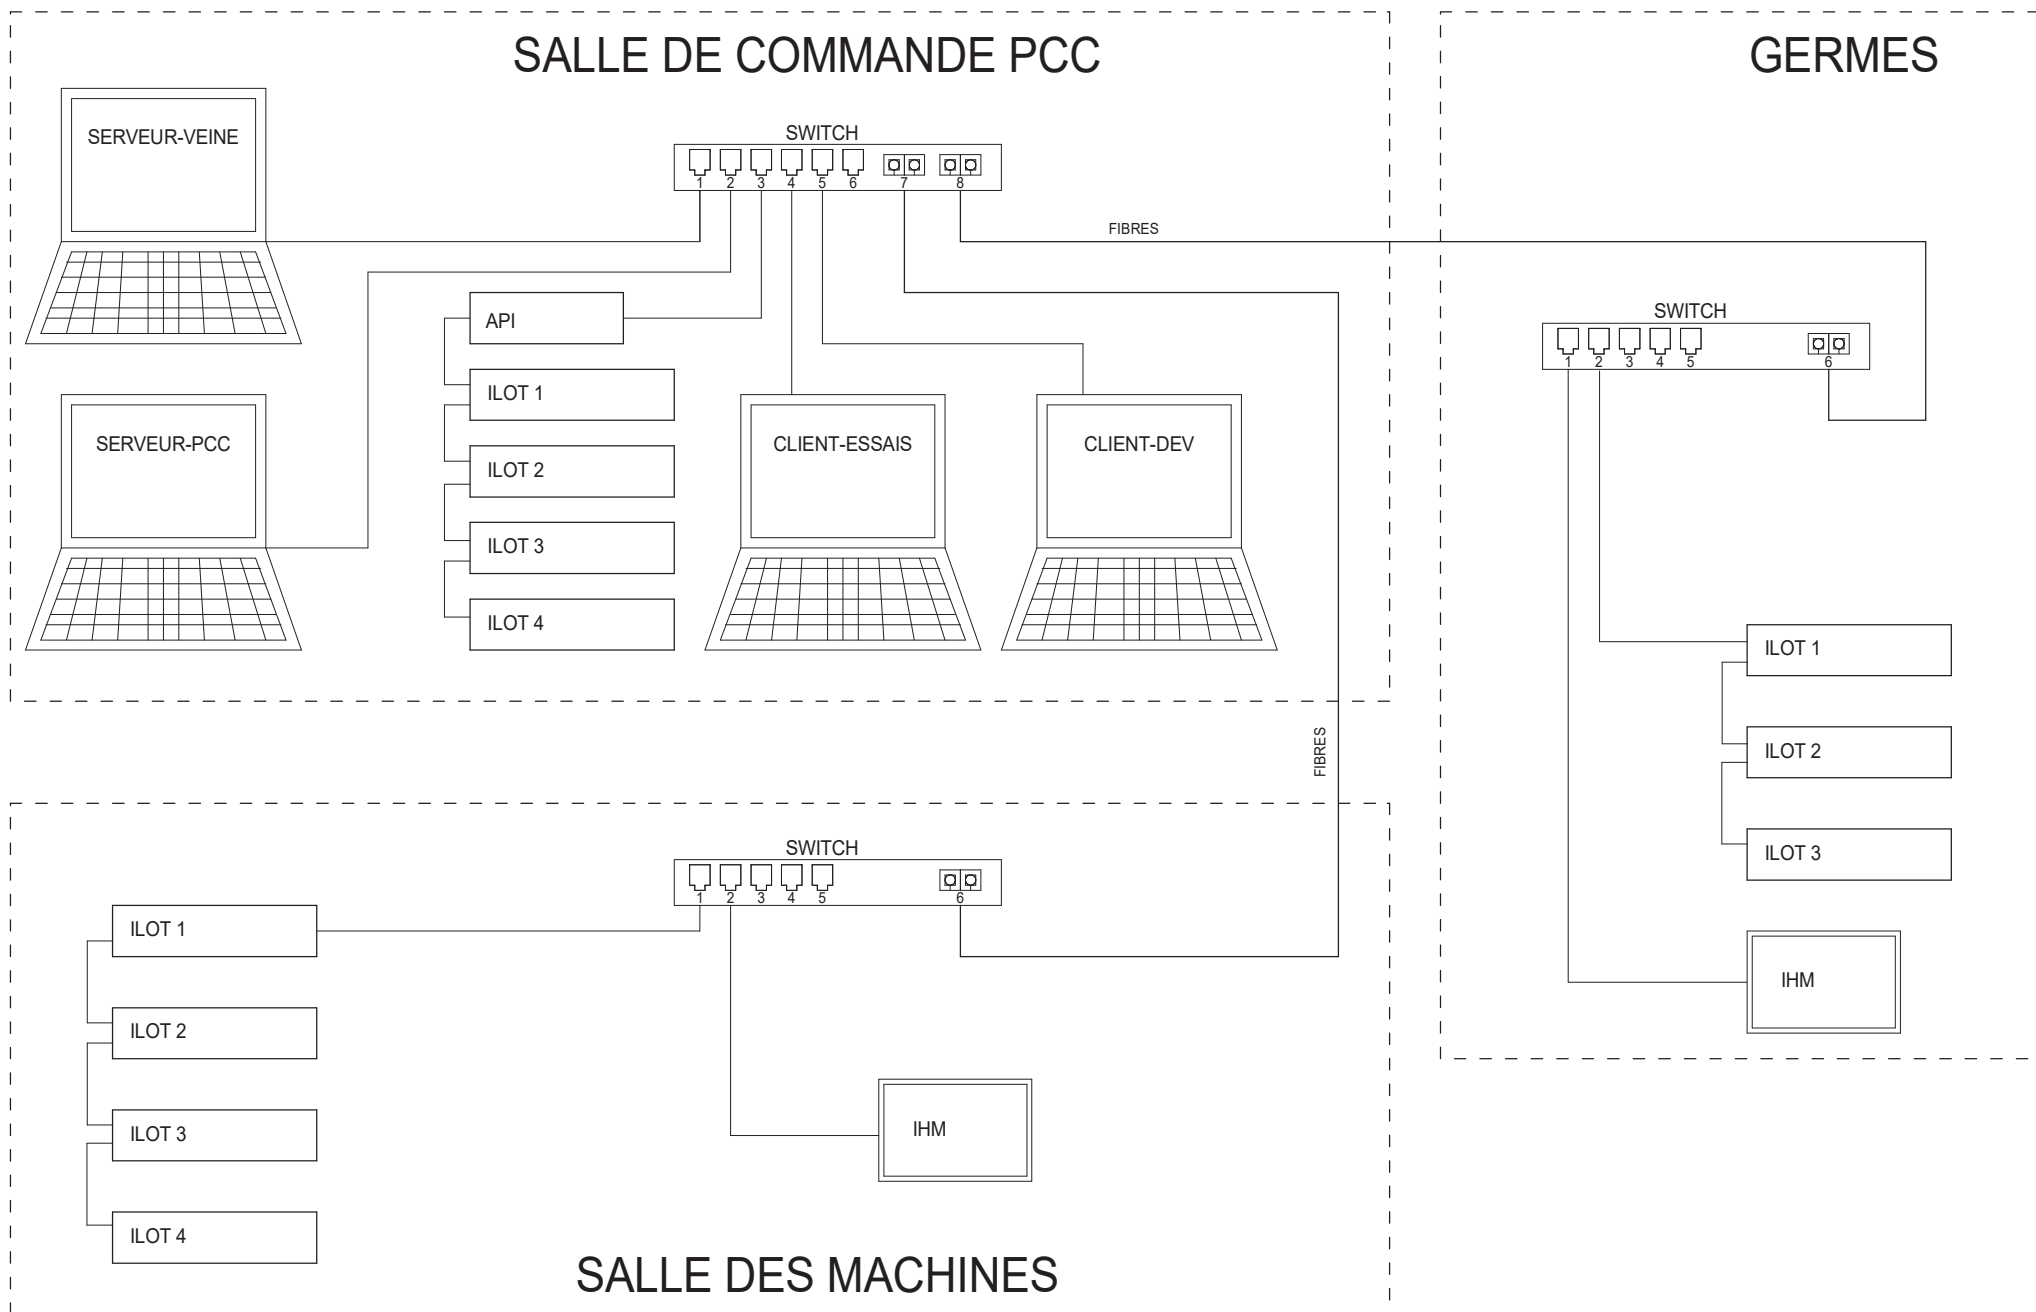 SALLE DE COMMANDE PCC
SERVEUR-VEINE
SWITCH
1 2 3 4 5 6 7 8
FIBRES
API
ILOT 1
ILOT 2
ILOT 3
ILOT 4
SERVEUR-PCC
CLIENT-ESSAIS
CLIENT-DEV
FIBRES
GERMES
SWITCH
1 2 3 4 5 6
ILOT 1
ILOT 2
ILOT 3
IHM
SWITCH
1 2 3 4 5 6
ILOT 1
ILOT 2
ILOT 3
ILOT 4
IHM
SALLE DES MACHINES